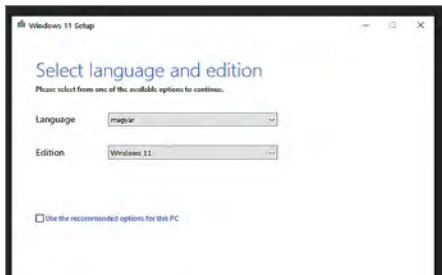 Windows 11 Setup
Select language and edition
Please select from one of the available options to continue.
Language
magyar
Edition
Windows 11
Use the recommended options for this PC